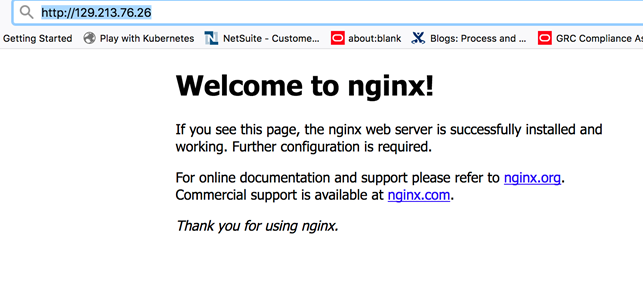 http://129.213.76.26
Getting Started Play with Kubernetes NetSuite - Custome... about:blank Blogs: Process and ... GRC Compliance As
Welcome to nginx!
If you see this page, the nginx web server is successfully installed and
working. Further configuration is required.
For online documentation and support please refer to nginx.org.
Commercial support is available at nginx.com.
Thank you for using nginx.